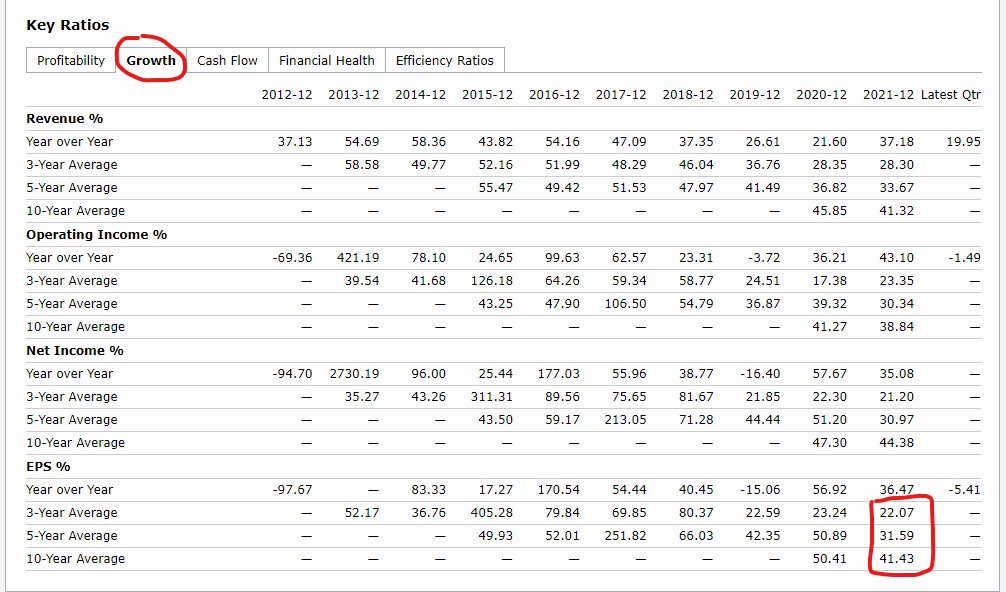 Key Ratios
Profitability Growth Cash Flow Financial Health Efficiency Ratios
2012-12 2013-12 2014-12 2015-12 2016-12 2017-12 2018-12 2019-12 2020-12 2021-12 Latest Qtr
Revenue %
Year over Year 37.13 54.69 58.36 43.82 54.16 47.09 37.35 26.61 21.60 37.18 19.95
3-Year Average — 58.58 49.77 52.16 51.99 48.29 46.04 36.76 28.35 28.30 —
5-Year Average — — — 55.47 49.42 51.53 47.97 41.49 36.82 33.67 —
10-Year Average — — — — — — — — 45.85 41.32 —
Operating Income %
Year over Year -69.36 421.19 78.10 24.65 99.63 62.57 23.31 -3.72 36.21 43.10 -1.49
3-Year Average — 39.54 41.68 126.18 64.26 59.34 58.77 24.51 17.38 23.35 —
5-Year Average — — — 43.25 47.90 106.50 54.79 36.87 39.32 30.34 —
10-Year Average — — — — — — — — 41.27 38.84 —
Net Income %
Year over Year -94.70 2730.19 96.00 25.44 177.03 55.96 38.77 -16.40 57.67 35.08 —
3-Year Average — 35.27 43.26 311.31 89.56 75.65 81.67 21.85 22.30 21.20 —
5-Year Average — — — 43.50 59.17 213.05 71.28 44.44 51.20 30.97 —
10-Year Average — — — — — — — — 47.30 44.38 —
EPS %
Year over Year -97.67 — 83.33 17.27 170.54 54.44 40.45 -15.06 56.92 36.47 -5.41
3-Year Average — 52.17 36.76 405.28 79.84 69.85 80.37 22.59 23.24 22.07 —
5-Year Average — — — 49.93 52.01 251.82 66.03 42.35 50.89 31.59 —
10-Year Average — — — — — — — — 50.41 41.43 —